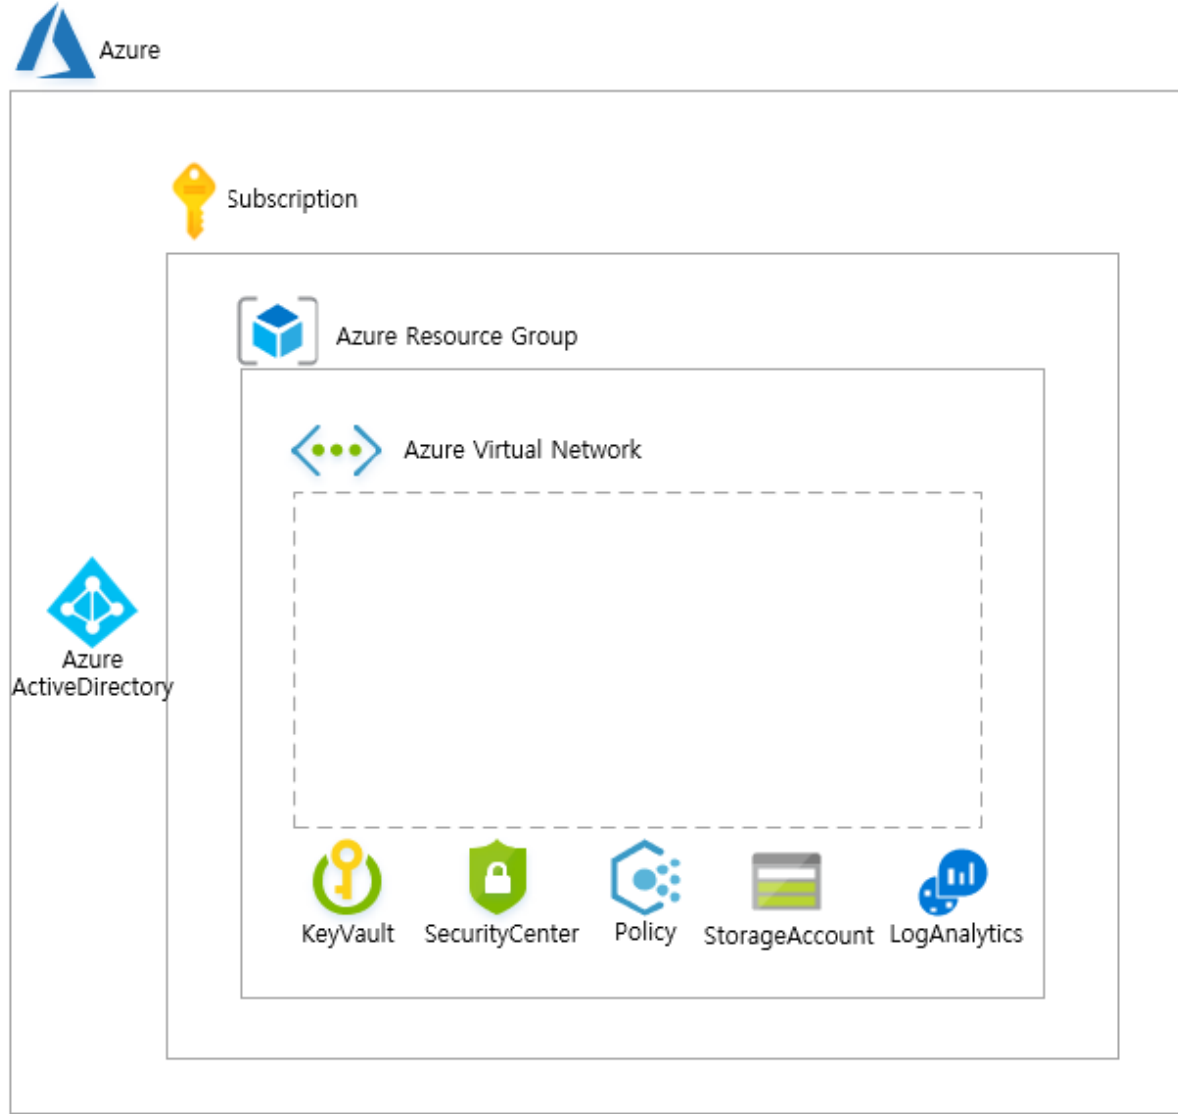 Azure
Subscription
Azure Resource Group
Azure Virtual Network
Azure
ActiveDirectory
KeyVault
SecurityCenter
Policy
StorageAccount
LogAnalytics